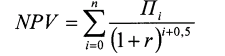 NPV = \sum_{i=0}^{n} \frac{\Pi_i}{(1+r)^{i+0,5}}